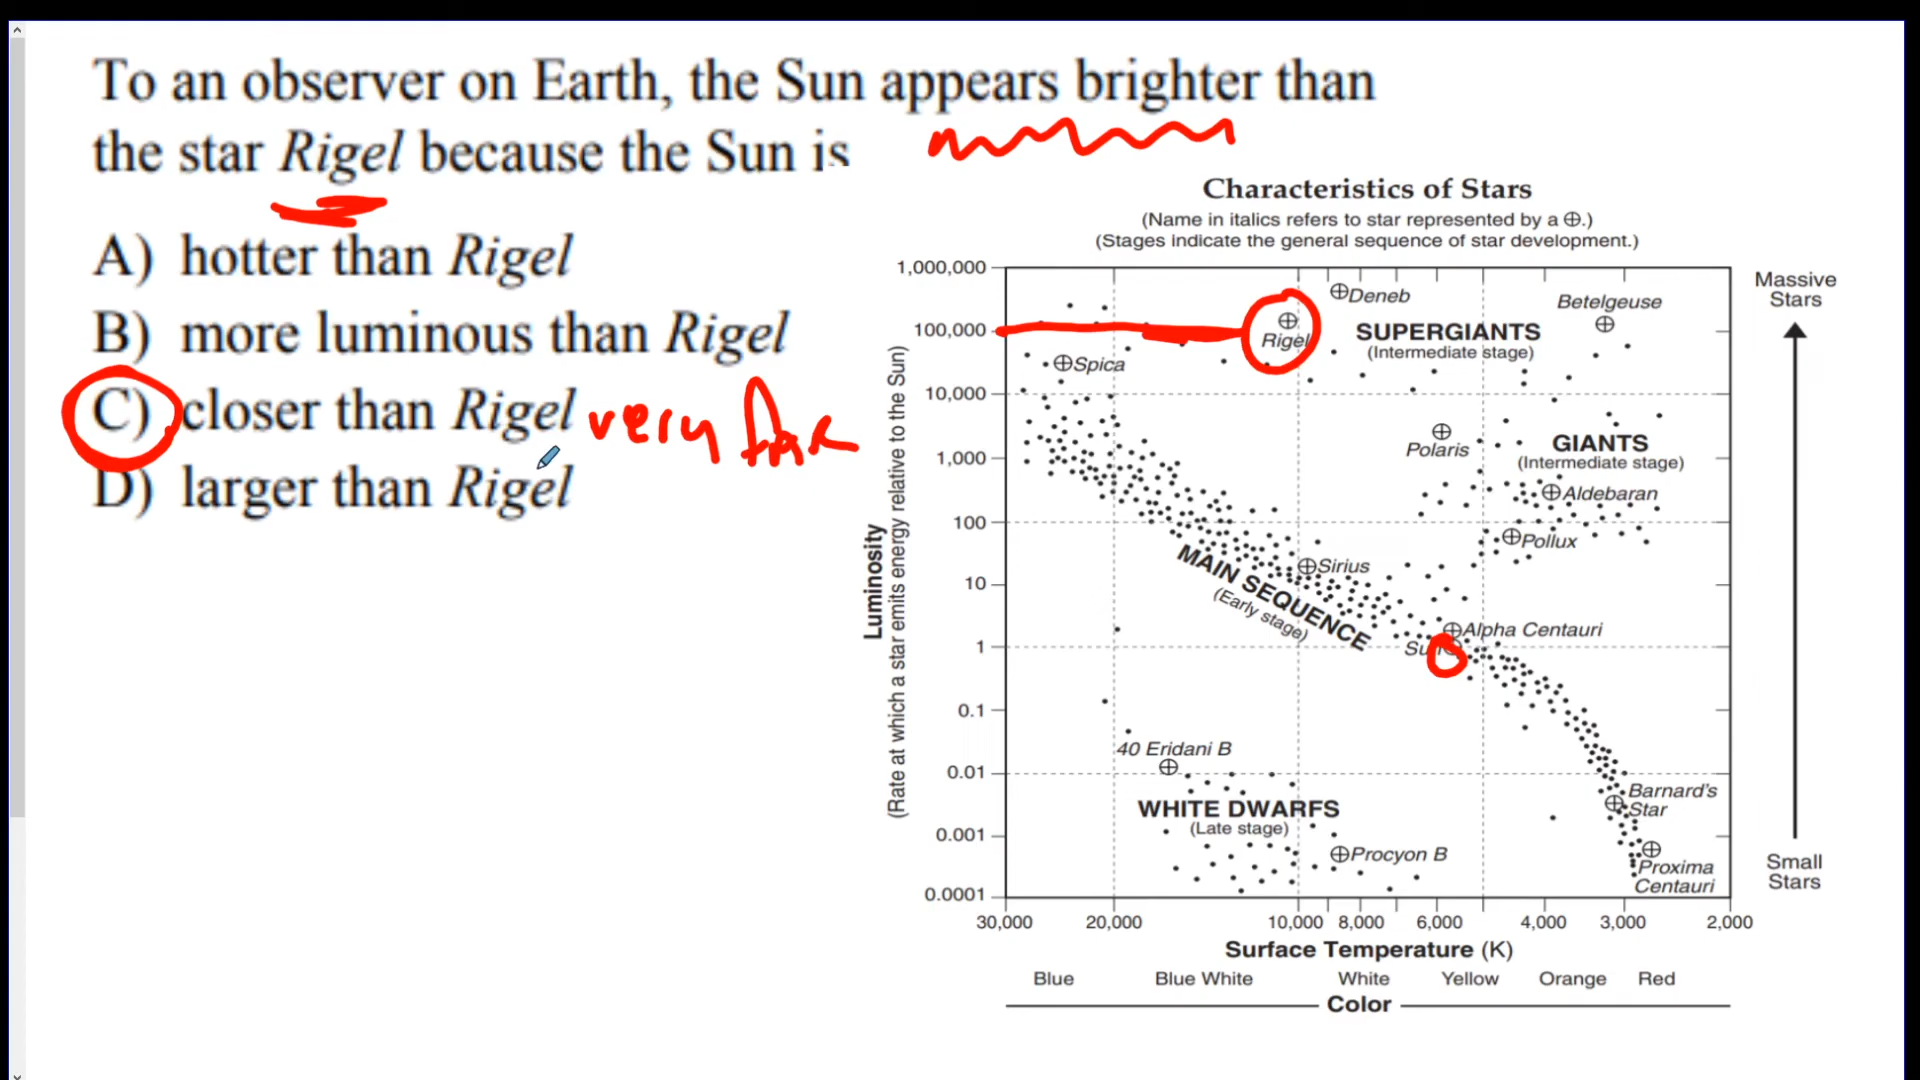 To an observer on Earth, the Sun appears brighter than
the star Rigel because the Sun is
A) hotter than Rigel
B) more luminous than Rigel
C) closer than Rigel very far
D) larger than Rigel
Characteristics of Stars
(Name in italics refers to star represented by a ⊕.)
(Stages indicate the general sequence of star development.)
Luminosity
(Rate at which a star emits energy relative to the Sun)
1,000,000
100,000
10,000
1,000
100
10
1
0.1
0.01
0.001
0.0001
Deneb
Betelgeuse
Rigel
SUPERGIANTS
(Intermediate stage)
Spica
Polaris
GIANTS
(Intermediate stage)
Aldebaran
Pollux
Sirius
MAIN SEQUENCE
(Early stage)
Alpha Centauri
Sun
40 Eridani B
WHITE DWARFS
(Late stage)
Procyon B
Barnard's
Star
Proxima
Centauri
Massive
Stars
Small
Stars
30,000 20,000 10,000 8,000 6,000 4,000 3,000 2,000
Surface Temperature (K)
Blue Blue White White Yellow Orange Red
Color